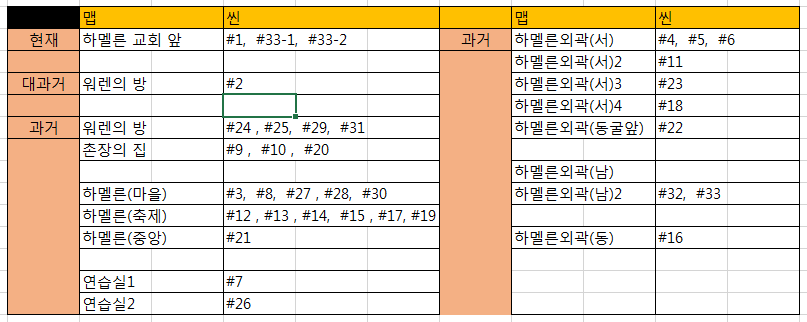 맵 씬 맵 씬
현재 하멜른 교회 앞 #1, #33-1, #33-2 과거 하멜른외곽(서) #4, #5, #6
하멜른외곽(서)2 #11
대과거 워렌의 방 #2 하멜른외곽(서)3 #23
하멜른외곽(서)4 #18
과거 워렌의 방 #24 , #25, #29, #31 하멜른외곽(동굴앞) #22
촌장의 집 #9 , #10 , #20
하멜른외곽(남)
하멜른(마을) #3, #8, #27 , #28, #30 하멜른외곽(남)2 #32, #33
하멜른(축제) #12 , #13 , #14, #15 , #17, #19
하멜른(중앙) #21 하멜른외곽(동) #16
연습실1 #7
연습실2 #26